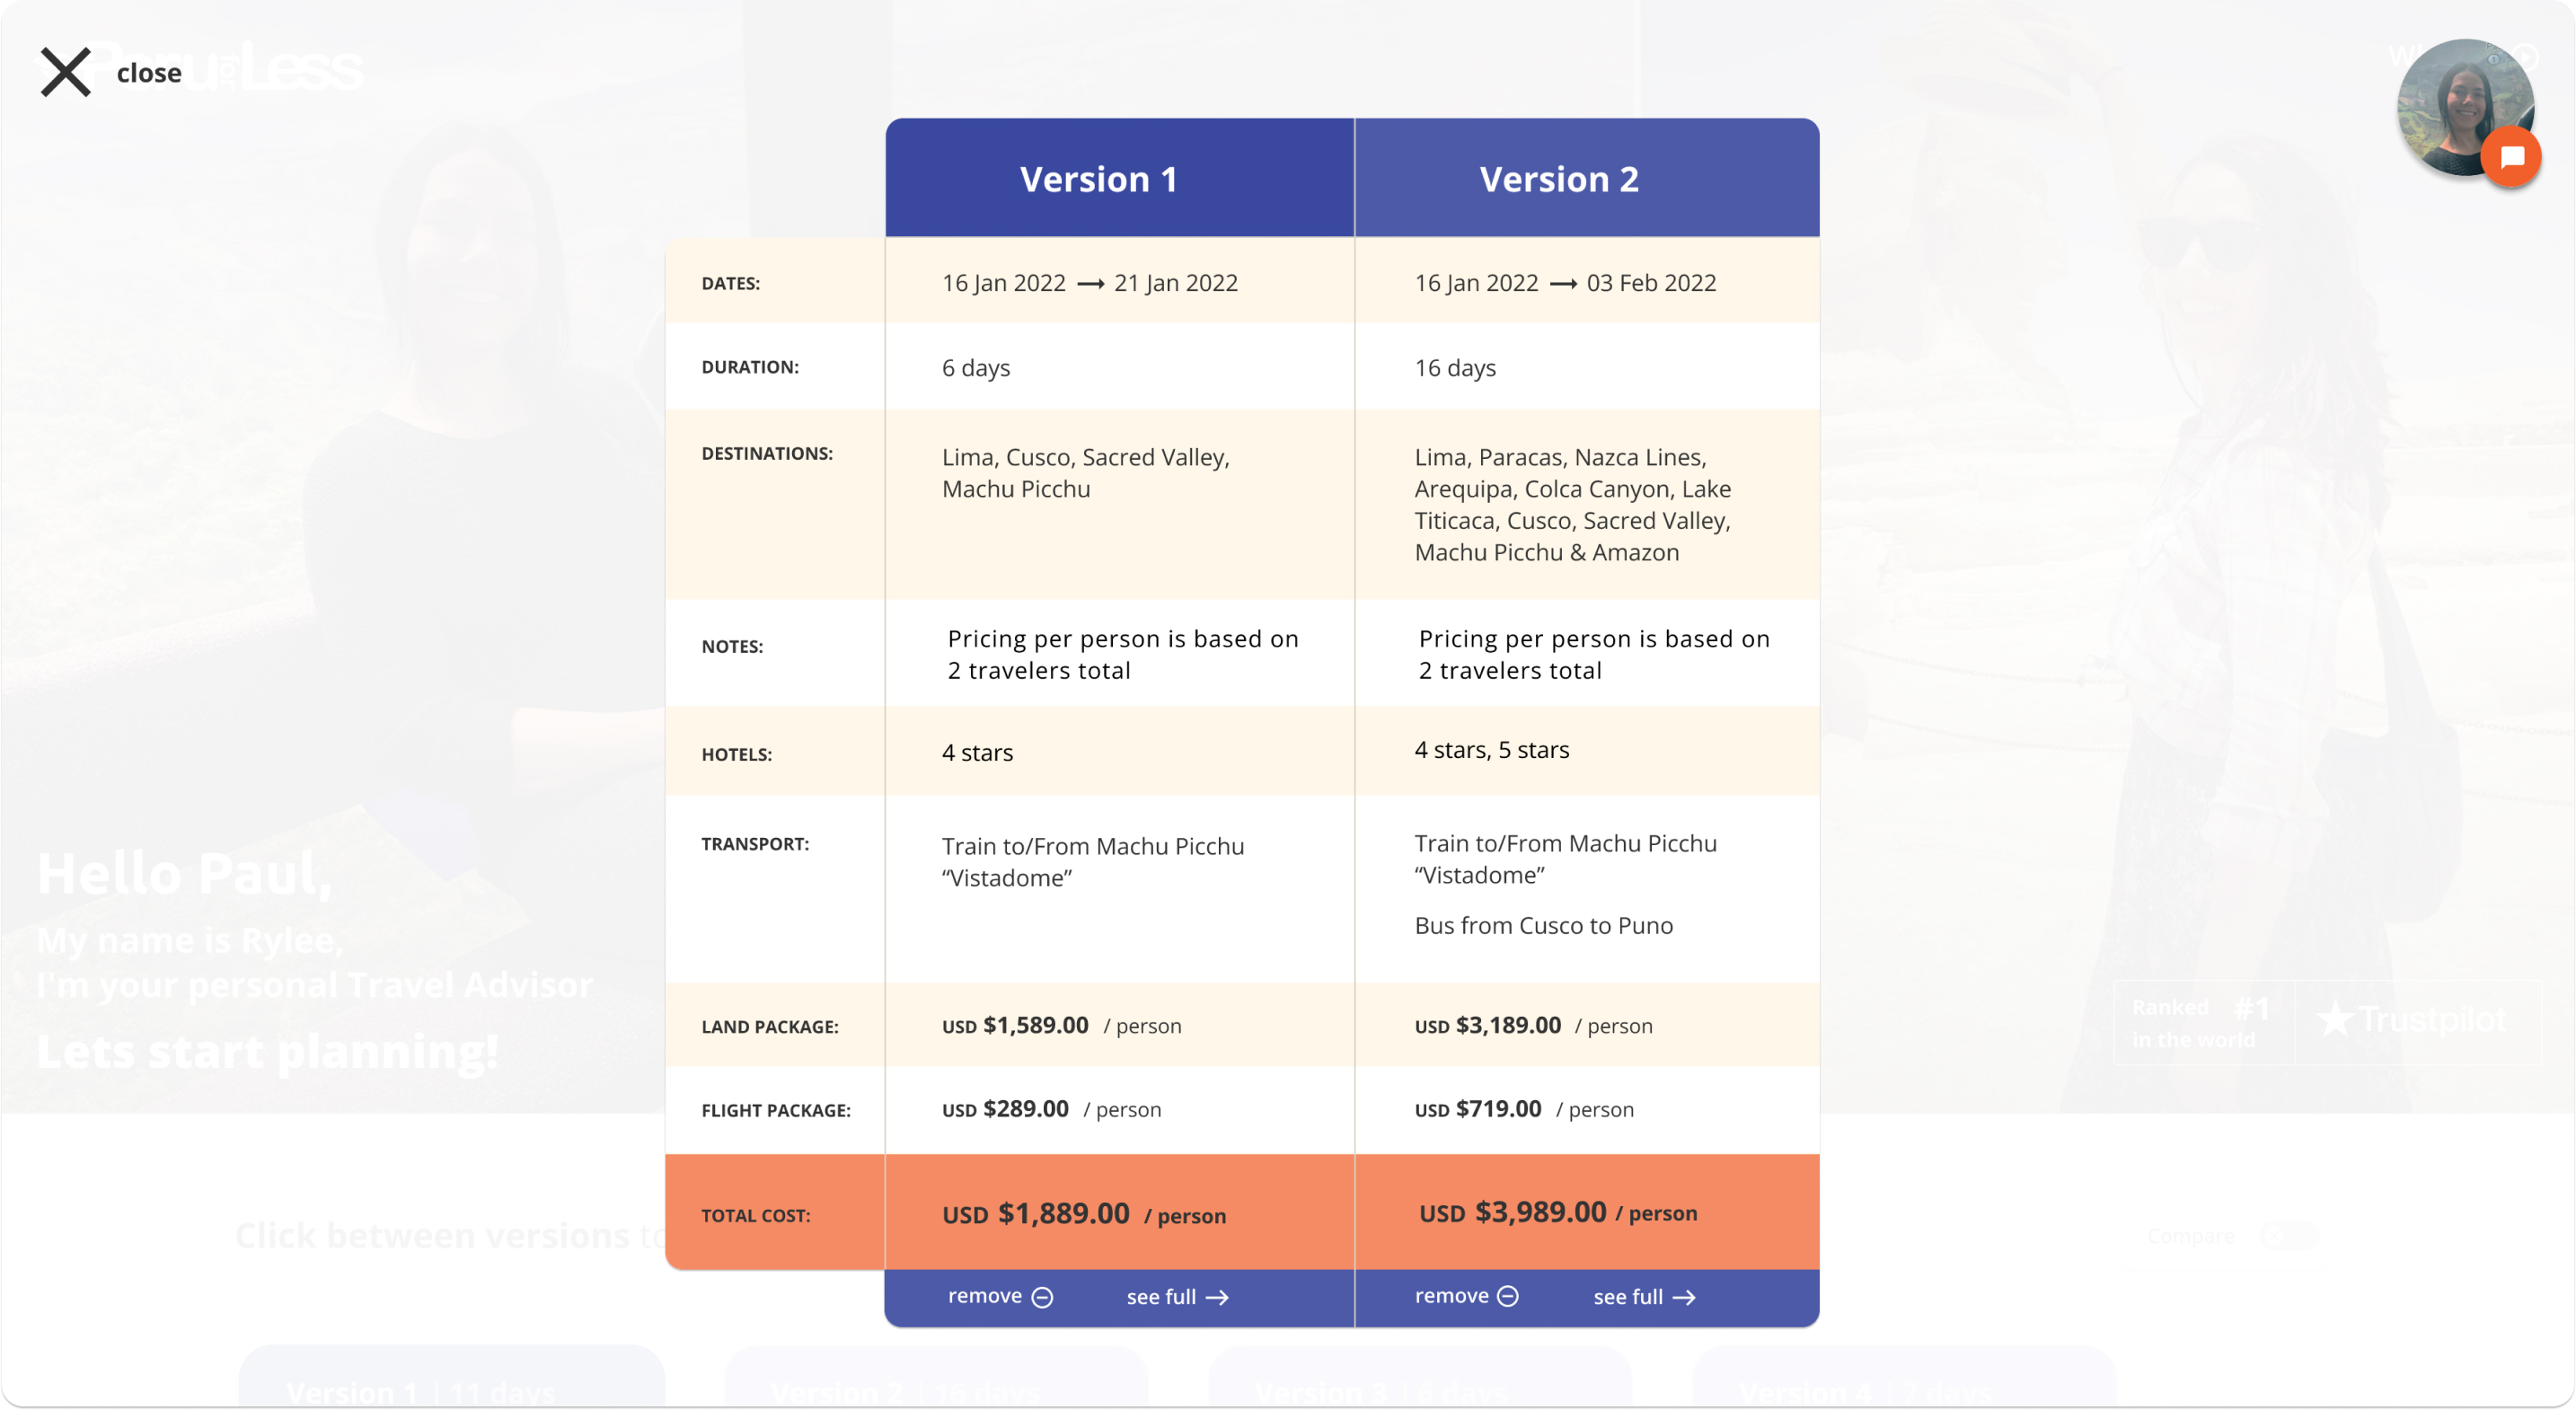 close
Peru for Less
Version 1
Version 2
DATES:
16 Jan 2022 → 21 Jan 2022
16 Jan 2022 → 03 Feb 2022
DURATION:
6 days
16 days
DESTINATIONS:
Lima, Cusco, Sacred Valley,
Machu Picchu
Lima, Paracas, Nazca Lines,
Arequipa, Colca Canyon, Lake
Titicaca, Cusco, Sacred Valley,
Machu Picchu & Amazon
NOTES:
Pricing per person is based on
2 travelers total
Pricing per person is based on
2 travelers total
HOTELS:
4 stars
4 stars, 5 stars
TRANSPORT:
Train to/From Machu Picchu
“Vistadome”
Train to/From Machu Picchu
“Vistadome”
Bus from Cusco to Puno
LAND PACKAGE:
USD $1,589.00 / person
USD $3,189.00 / person
FLIGHT PACKAGE:
USD $289.00 / person
USD $719.00 / person
TOTAL COST:
USD $1,889.00 / person
USD $3,989.00 / person
remove
see full →
remove
see full →
Hello Paul,
My name is Rylee,
I'm your personal Travel Advisor
Lets start planning!
Ranked #1
in the world
Trustpilot
Click between versions to
Compare
Version 1 | 11 days
Version 2 | 16 days
Version 3 | 6 days
Version 4 | 7 days